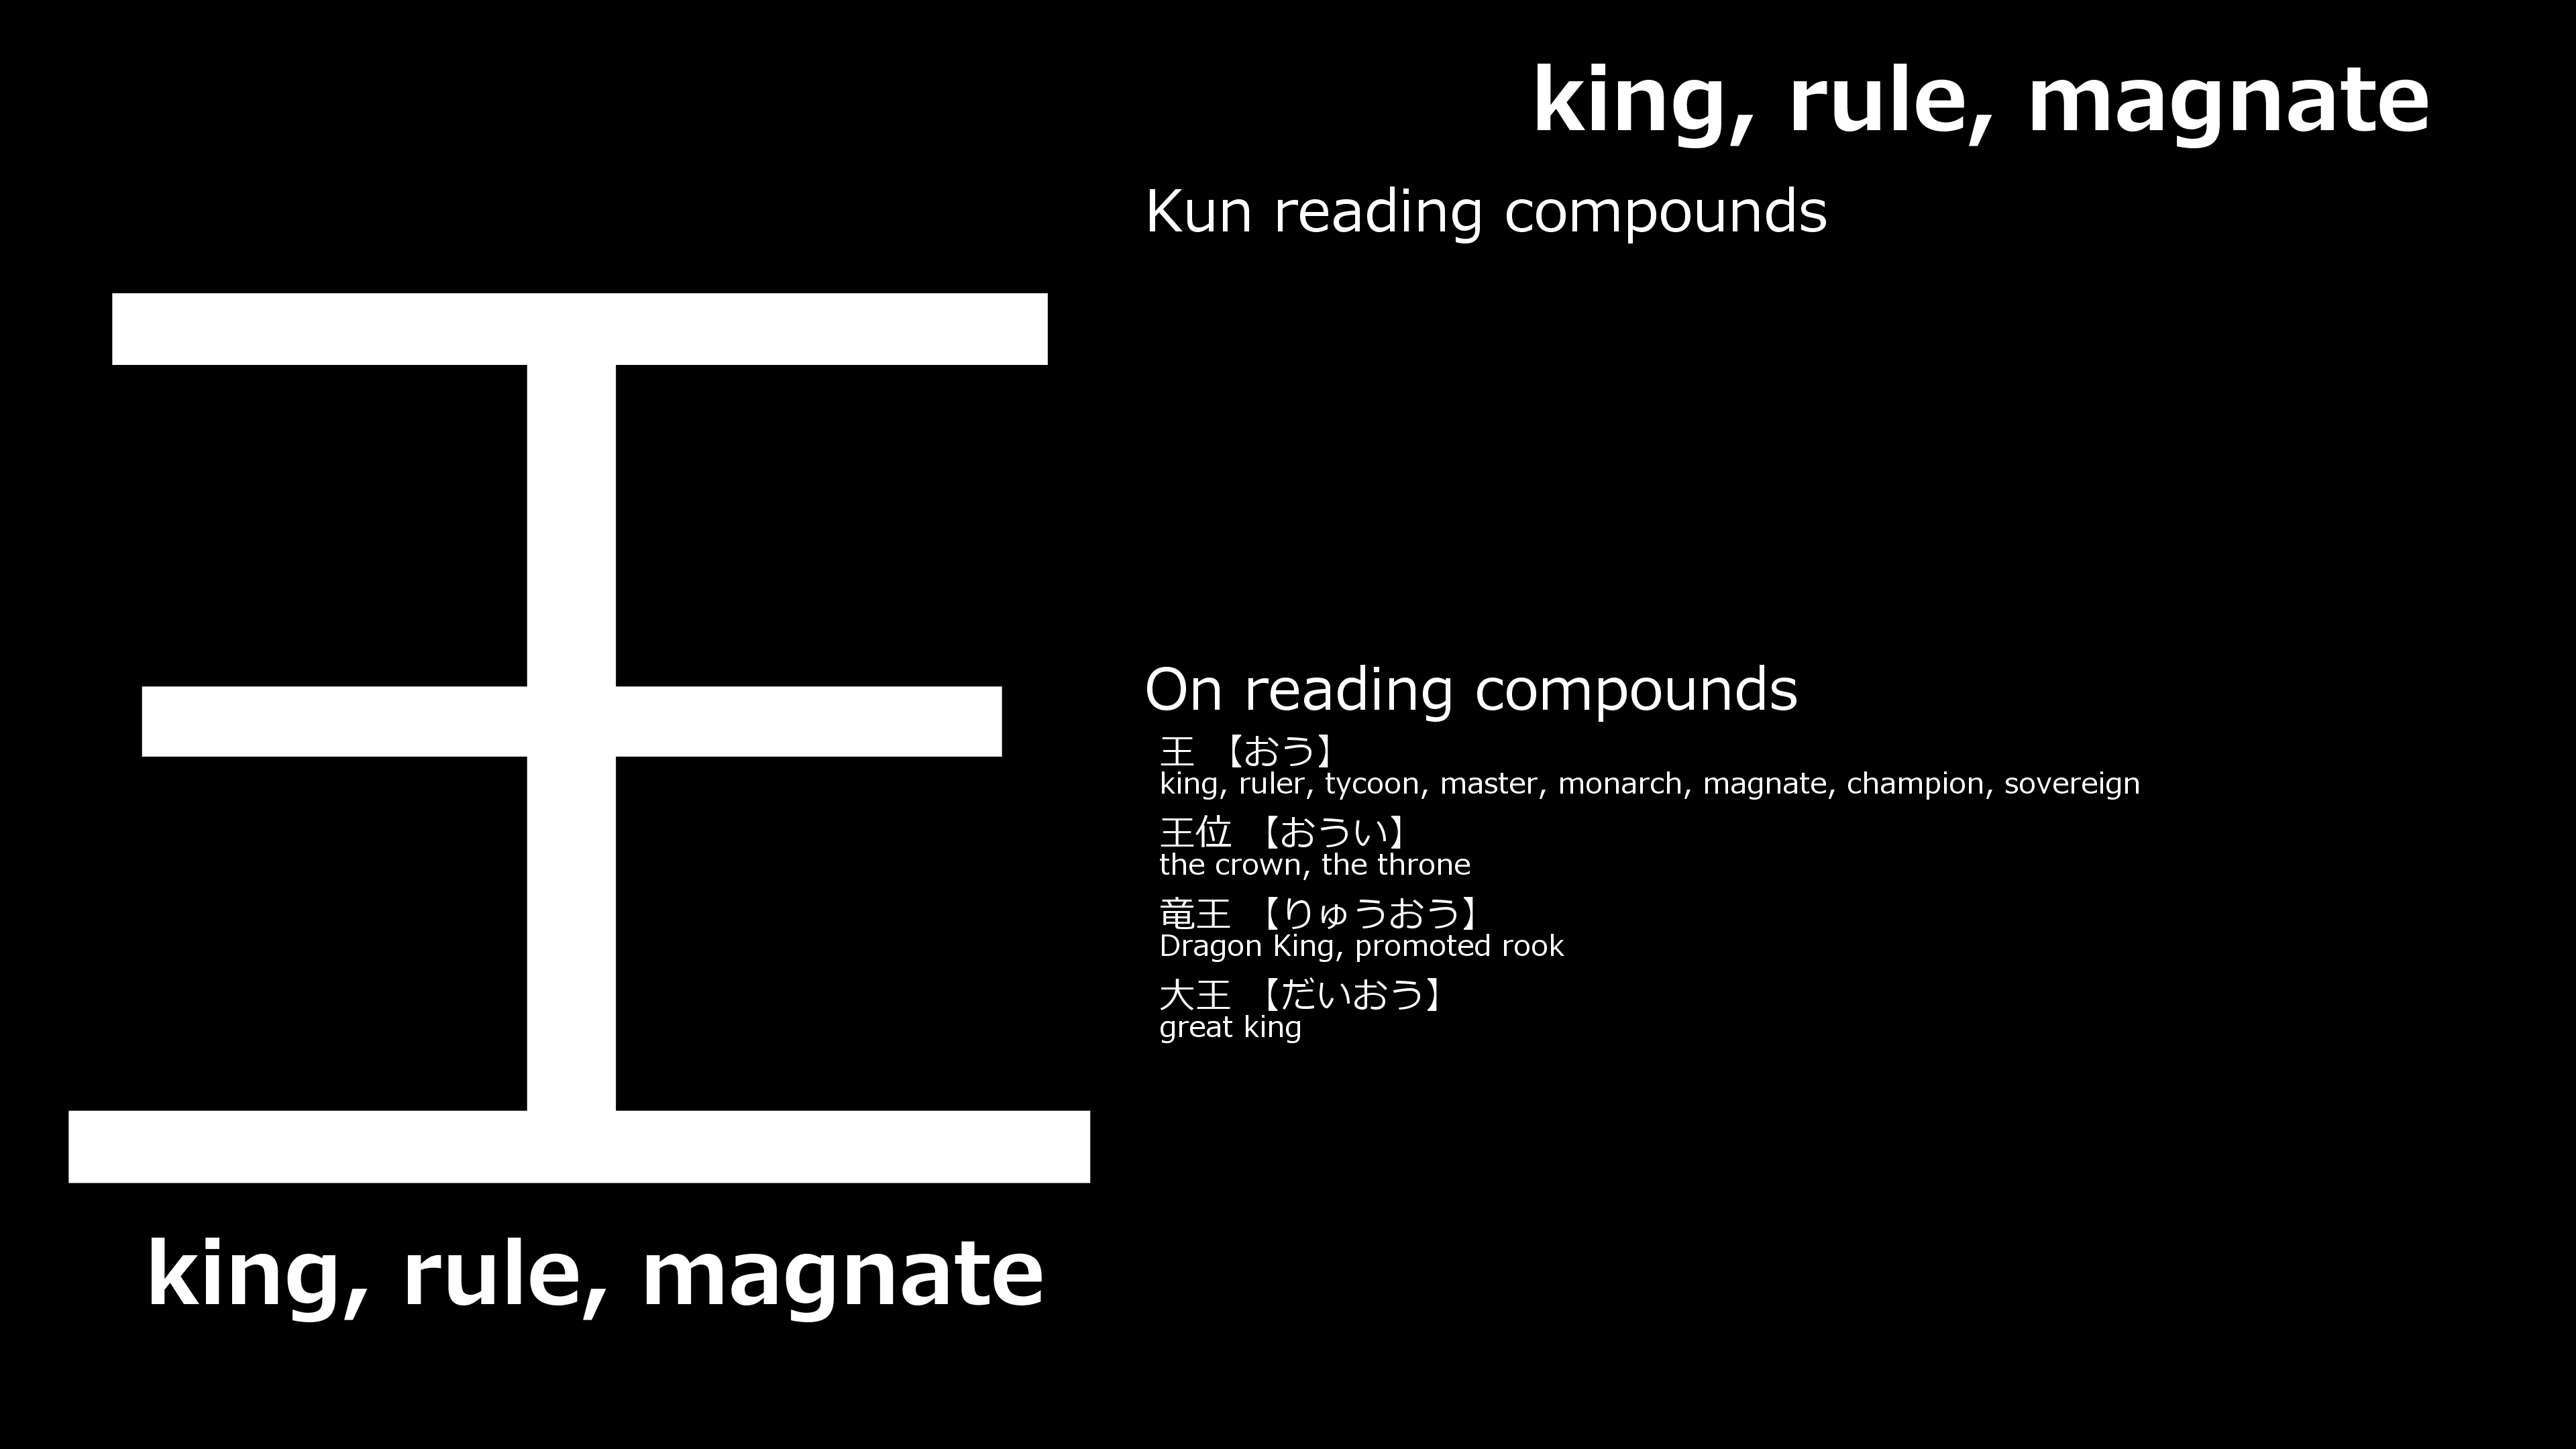 王
king, rule, magnate
king, rule, magnate
Kun reading compounds
On reading compounds
王 【おう】
king, ruler, tycoon, master, monarch, magnate, champion, sovereign
王位 【おうい】
the crown, the throne
竜王 【りゅうおう】
Dragon King, promoted rook
大王 【だいおう】
great king